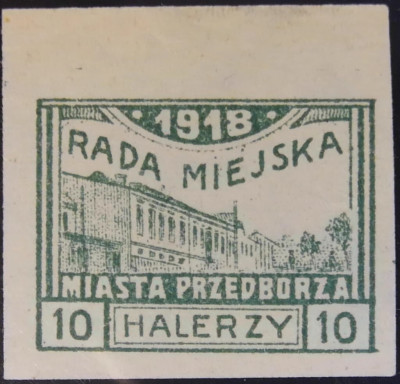 1918
RADA MIEJSKA
MIASTA PRZEDBORZA
10 HALERZY 10